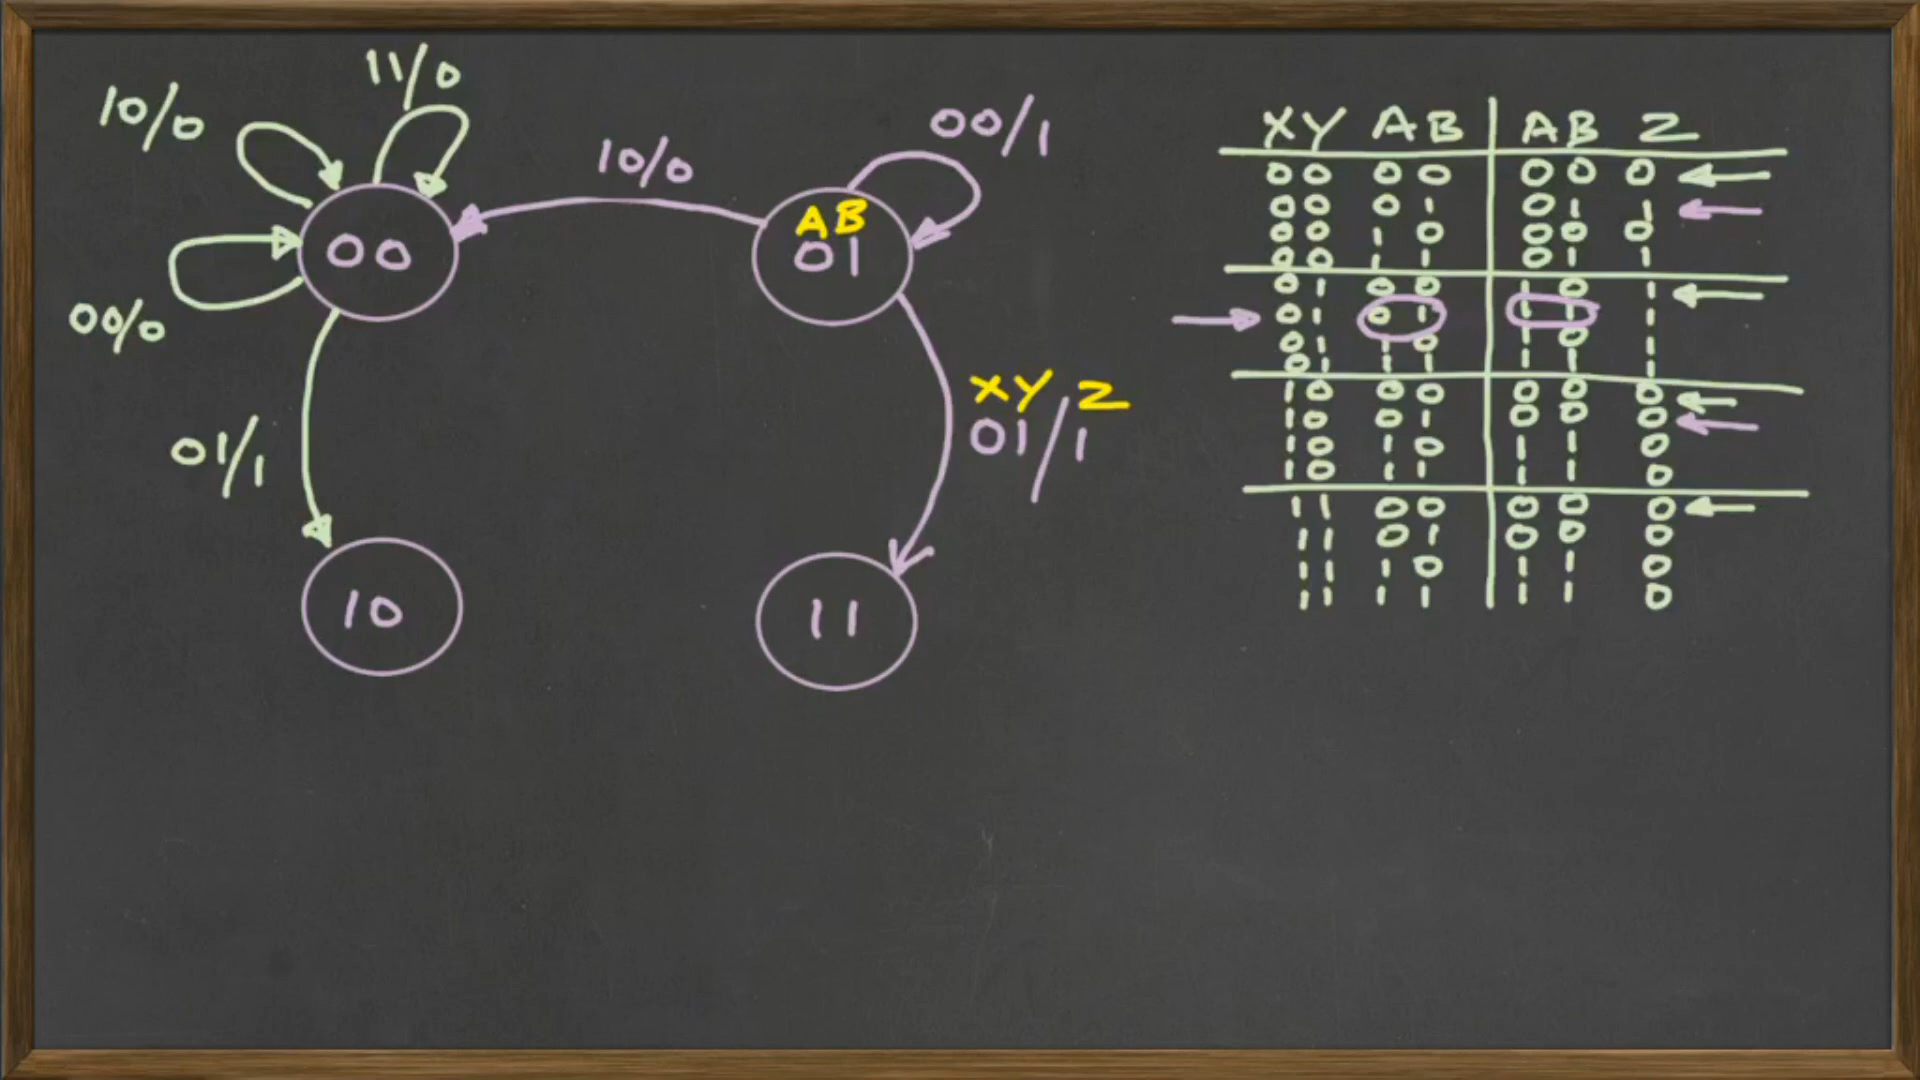 11/0
10/0
00/1
10/0
AB
00
01
00/0
XY Z
01/1
01/1
10
11
XY AB AB Z
00 00 00 0
00 01 01 1
00 10 00 0
00 11 01 1
01 00 10 1
01 01 11 1
01 10 10 1
01 11 11 1
10 00 00 0
10 01 00 0
10 10 11 0
10 11 11 0
11 00 00 0
11 01 00 0
11 10 11 0
11 11 11 0